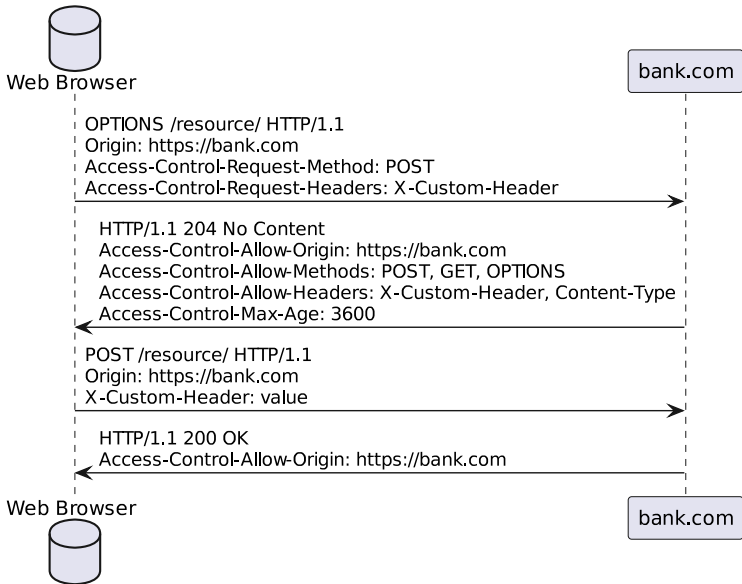 Web Browser
bank.com
OPTIONS /resource/ HTTP/1.1
Origin: https://bank.com
Access-Control-Request-Method: POST
Access-Control-Request-Headers: X-Custom-Header
HTTP/1.1 204 No Content
Access-Control-Allow-Origin: https://bank.com
Access-Control-Allow-Methods: POST, GET, OPTIONS
Access-Control-Allow-Headers: X-Custom-Header, Content-Type
Access-Control-Max-Age: 3600
POST /resource/ HTTP/1.1
Origin: https://bank.com
X-Custom-Header: value
HTTP/1.1 200 OK
Access-Control-Allow-Origin: https://bank.com
Web Browser
bank.com